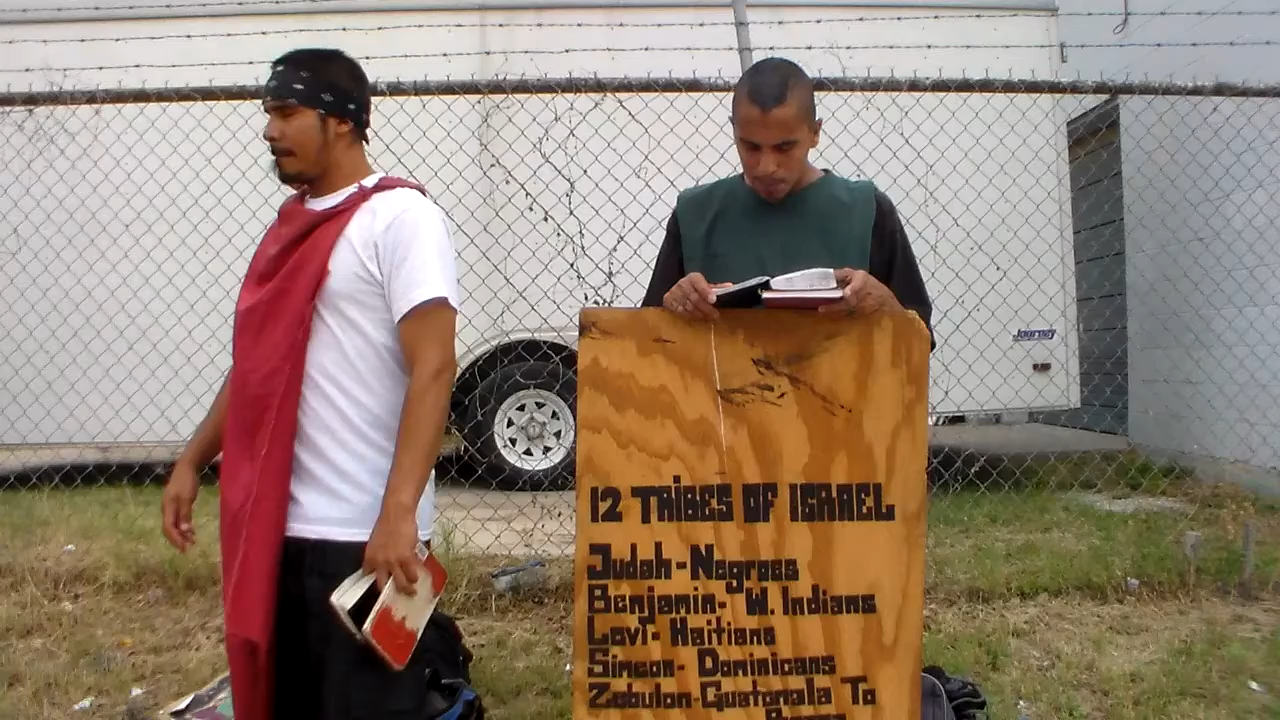 Journey
12 TRIBES OF ISRAEL
Judah-Negroes
Benjamin- W. Indians
Levi- Haitians
Simeon- Dominicans
Zebulon-Guatemala To